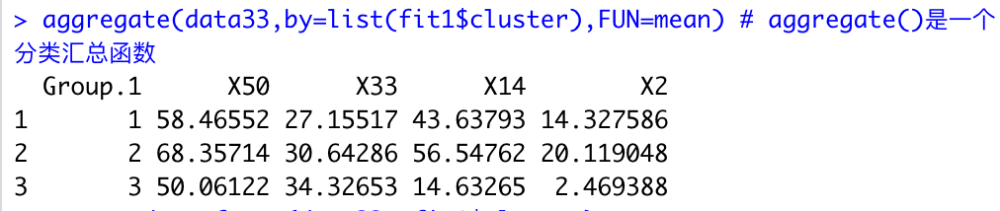 > aggregate(data33,by=list(fit1$cluster),FUN=mean) # aggregate()是一个
分类汇总函数
  Group.1      X50      X33      X14       X2
1       1 58.46552 27.15517 43.63793 14.327586
2       2 68.35714 30.64286 56.54762 20.119048
3       3 50.06122 34.32653 14.63265  2.469388